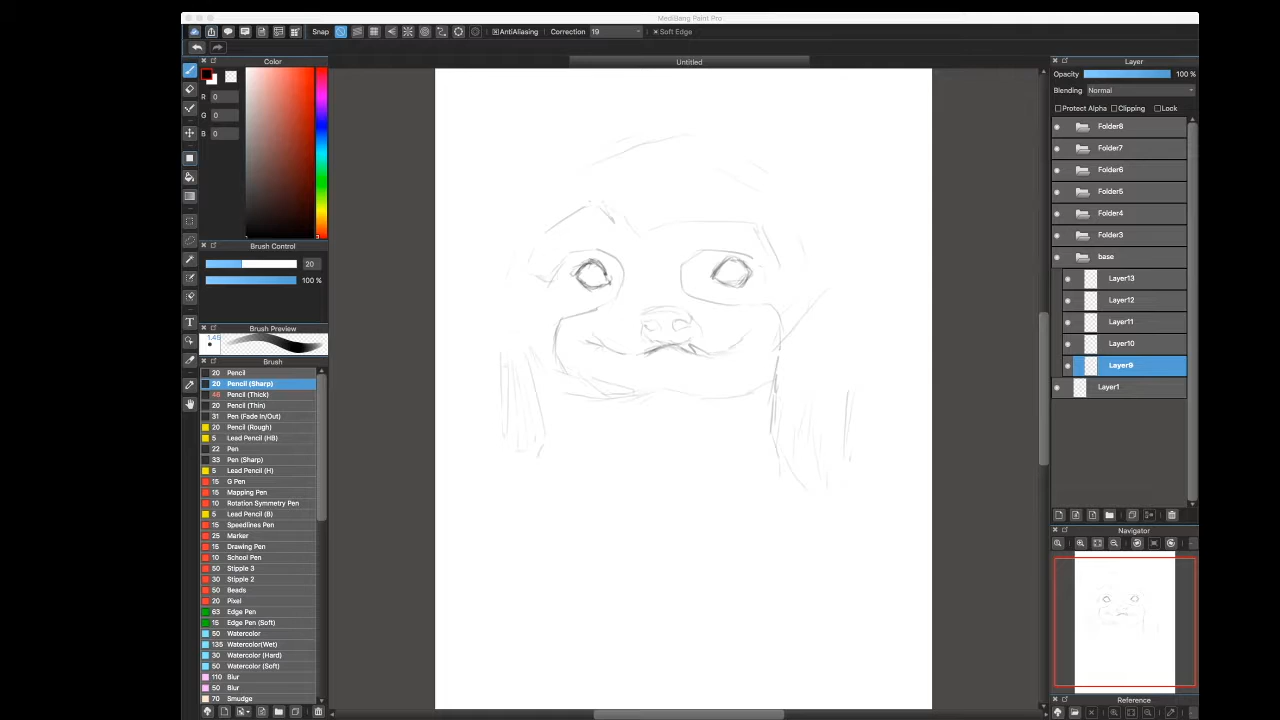 MediBang Paint Pro
Snap
AntiAliasing
Correction 19
Soft Edge
Untitled
Color
R 0
G 0
B 0
Brush Control
20
100 %
Brush Preview
1.45
Brush
20 Pencil
20 Pencil (Sharp)
46 Pencil (Thick)
20 Pencil (Thin)
31 Pen (Fade In/Out)
20 Pencil (Rough)
5 Lead Pencil (HB)
22 Pen
33 Pen (Sharp)
5 Lead Pencil (H)
15 G Pen
15 Mapping Pen
10 Rotation Symmetry Pen
5 Lead Pencil (B)
15 Speedlines Pen
25 Marker
15 Drawing Pen
10 School Pen
50 Stipple 3
30 Stipple 2
50 Beads
20 Pixel
63 Edge Pen
15 Edge Pen (Soft)
50 Watercolor
135 Watercolor(Wet)
30 Watercolor (Hard)
50 Watercolor (Soft)
110 Blur
50 Blur
70 Smudge
Layer
Opacity 100 %
Blending Normal
Protect Alpha Clipping Lock
Folder8
Folder7
Folder6
Folder5
Folder4
Folder3
base
Layer13
Layer12
Layer11
Layer10
Layer9
Layer1
Navigator
Reference